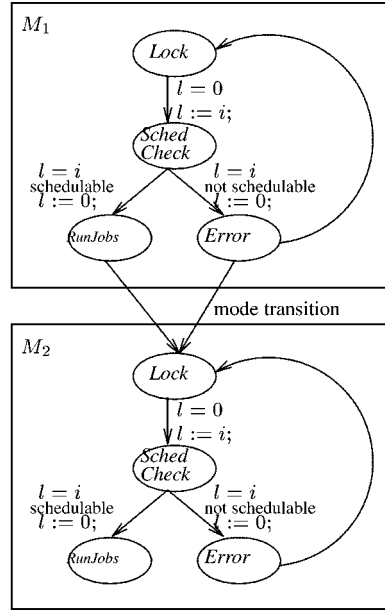 M₁
Lock
l = 0
l := i;
Sched
Check
l = i l = i
schedulable not schedulable
l := 0; l := 0;
RunJobs Error
mode transition
M₂
Lock
l = 0
l := i;
Sched
Check
l = i l = i
schedulable not schedulable
l := 0; l := 0;
RunJobs Error